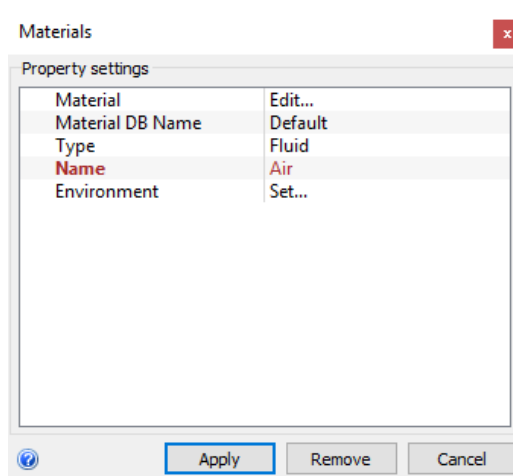 Materials
x
Property settings
Material Edit...
Material DB Name Default
Type Fluid
Name Air
Environment Set...
? Apply Remove Cancel